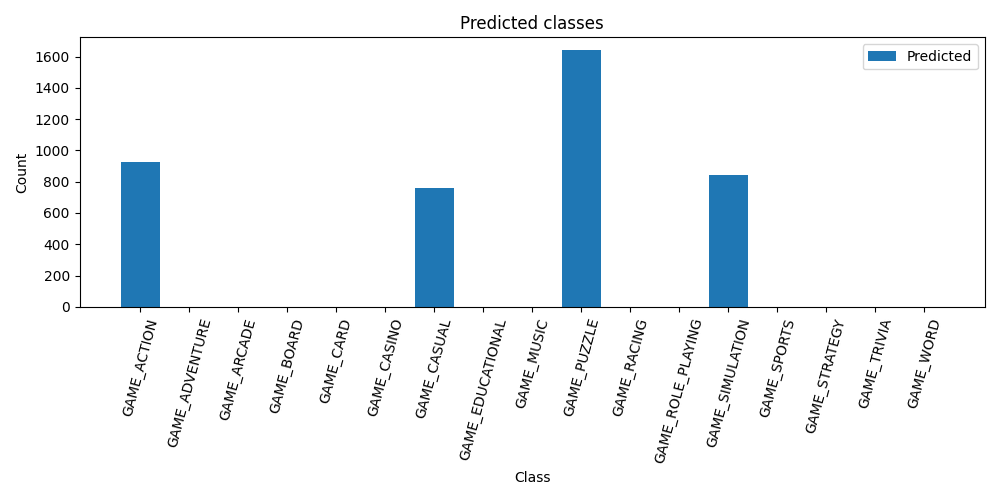 Predicted classes
Predicted
Count
1600
1400
1200
1000
800
600
400
200
0
GAME_ACTION
GAME_ADVENTURE
GAME_ARCADE
GAME_BOARD
GAME_CARD
GAME_CASINO
GAME_CASUAL
GAME_EDUCATIONAL
GAME_MUSIC
GAME_PUZZLE
GAME_RACING
GAME_ROLE_PLAYING
GAME_SIMULATION
GAME_SPORTS
GAME_STRATEGY
GAME_TRIVIA
GAME_WORD
Class